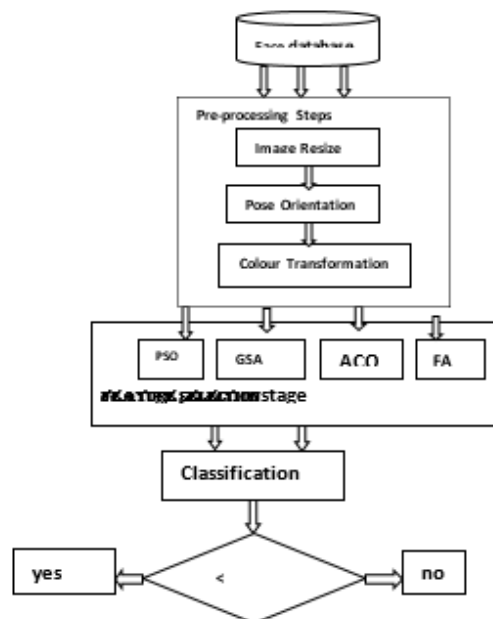 Face database
Pre-processing Steps
Image Resize
Pose Orientation
Colour Transformation
PSO
GSA
ACO
FA
stage
Classification
yes
<
no